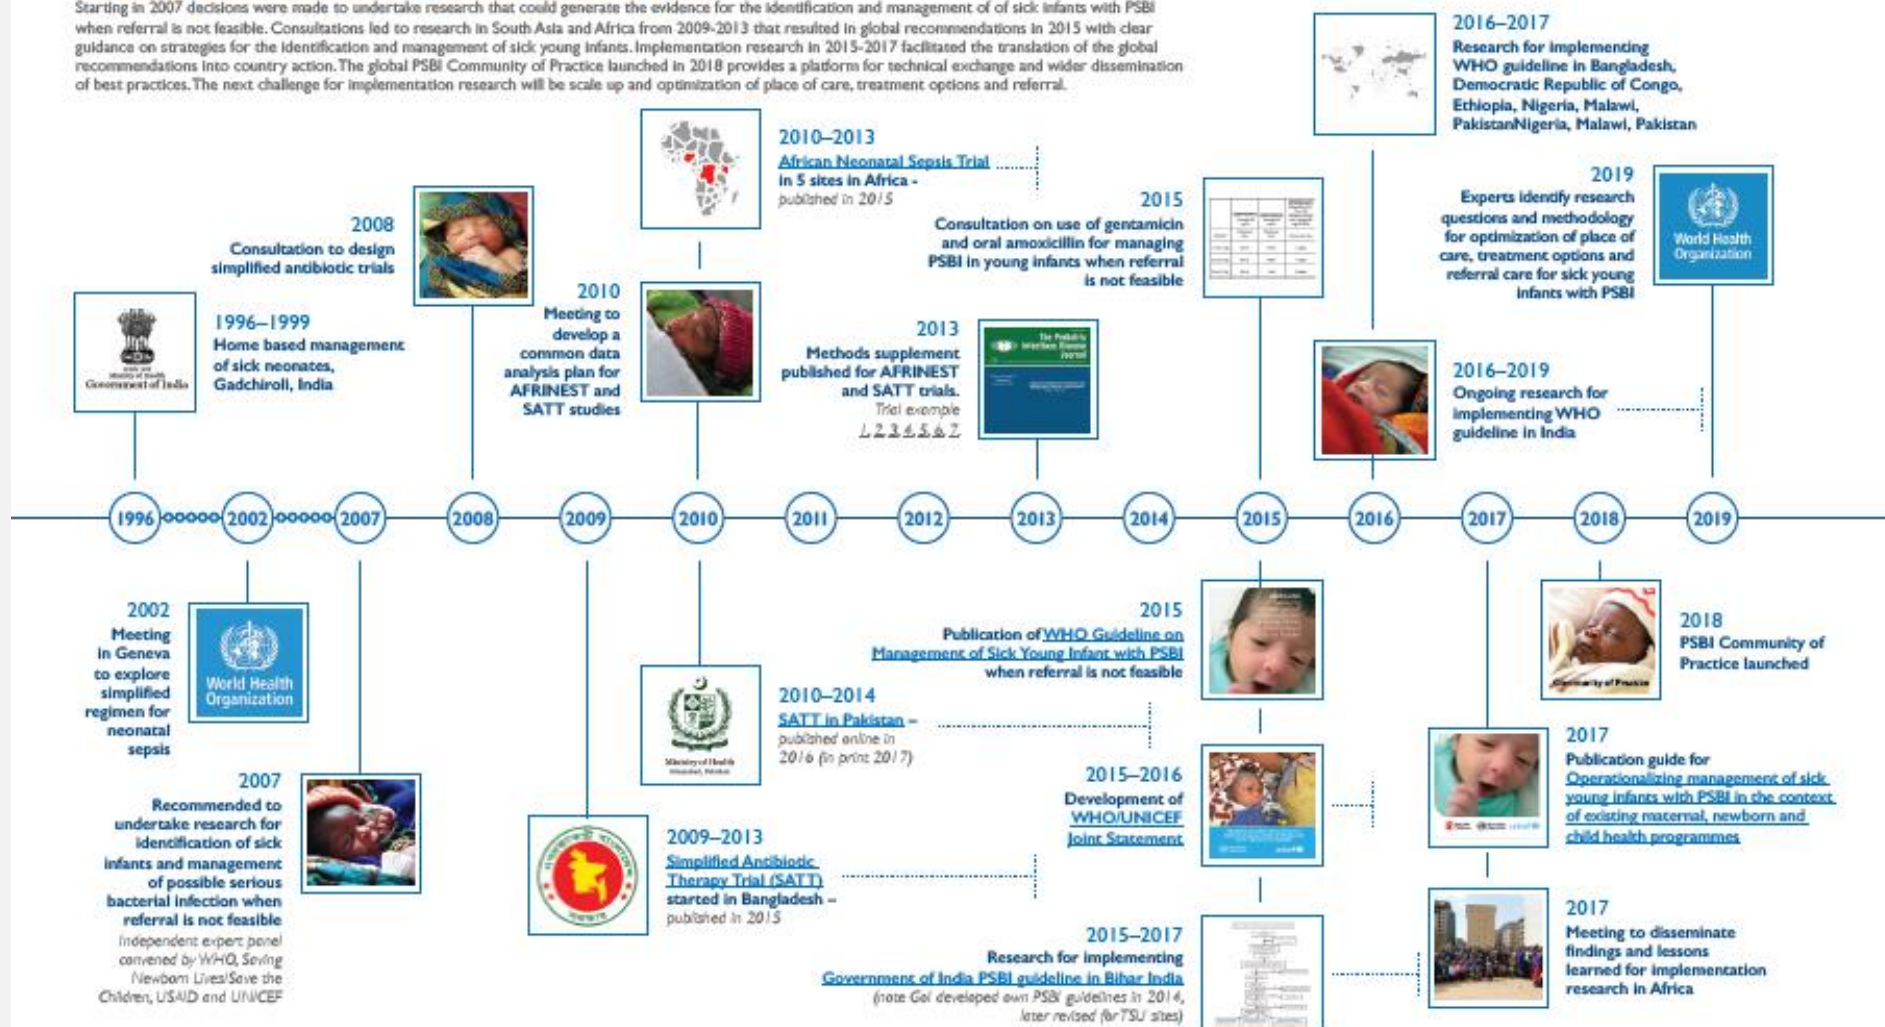 Starting in 2007 decisions were made to undertake research that could generate the evidence for the identification and management of of sick infants with PSBI
when referral is not feasible. Consultations led to research in South Asia and Africa from 2009-2013 that resulted in global recommendations in 2015 with clear
guidance on strategies for the identification and management of sick young infants. Implementation research in 2015-2017 facilitated the translation of the global
recommendations into country action. The global PSBI Community of Practice launched in 2018 provides a platform for technical exchange and wider dissemination
of best practices. The next challenge for implementation research will be scale up and optimization of place of care, treatment options and referral.
2016–2017
Research for implementing
WHO guideline in Bangladesh,
Democratic Republic of Congo,
Ethiopia, Nigeria, Malawi,
PakistanNigeria, Malawi, Pakistan
2010–2013
African Neonatal Sepsis Trial
in 5 sites in Africa -
published in 2015
2015
Consultation on use of gentamicin
and oral amoxicillin for managing
PSBI in young infants when referral
is not feasible
2019
Experts identify research
questions and methodology
for optimization of place of
care, treatment options and
referral care for sick young
infants with PSBI
World Health
Organization
2008
Consultation to design
simplified antibiotic trials
Government of India
1996–1999
Home based management
of sick neonates,
Gadchiroli, India
2010
Meeting to
develop a
common data
analysis plan for
AFRINEST and
SATT studies
2013
Methods supplement
published for AFRINEST
and SATT trials.
Trial example
1, 2, 3, 4, 5, 6, 7.
The Pediatric
Infectious Disease
Journal
2016–2019
Ongoing research for
implementing WHO
guideline in India
1996 2002 2007 2008 2009 2010 2011 2012 2013 2014 2015 2016 2017 2018 2019
2002
Meeting
in Geneva
to explore
simplified
regimen for
neonatal
sepsis
World Health
Organization
2007
Recommended to
undertake research for
identification of sick
infants and management
of possible serious
bacterial infection when
referral is not feasible
Independent expert panel
convened by WHO, Saving
Newborn Lives/Save the
Children, USAID and UNICEF
2010–2014
SATT in Pakistan –
published online in
2016 (in print 2017)
Ministry of Health
Islamabad, Pakistan
2009–2013
Simplified Antibiotic
Therapy Trial (SATT)
started in Bangladesh –
published in 2015
2015
Publication of WHO Guideline on
Management of Sick Young Infant with PSBI
when referral is not feasible
2015–2016
Development of
WHO/UNICEF
Joint Statement
2015–2017
Research for implementing
Government of India PSBI guideline in Bihar India
(note GoI developed own PSBI guidelines in 2014,
later revised for TSU sites)
Community of Practice
2018
PSBI Community of
Practice launched
2017
Publication guide for
Operationalizing management of sick
young infants with PSBI in the context
of existing maternal, newborn and
child health programmes
2017
Meeting to disseminate
findings and lessons
learned for implementation
research in Africa